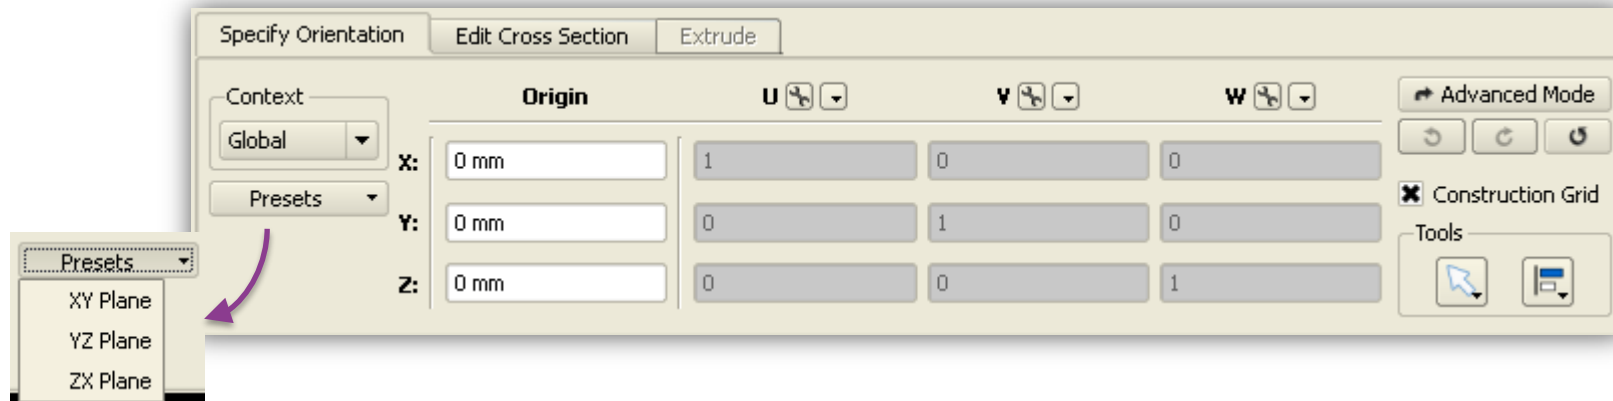 Specify Orientation Edit Cross Section Extrude
Context Origin U V W Advanced Mode
Global
X: 0 mm 1 0 0
Presets Construction Grid
Y: 0 mm 0 1 0
Tools
Z: 0 mm 0 0 1
Presets
XY Plane
YZ Plane
ZX Plane